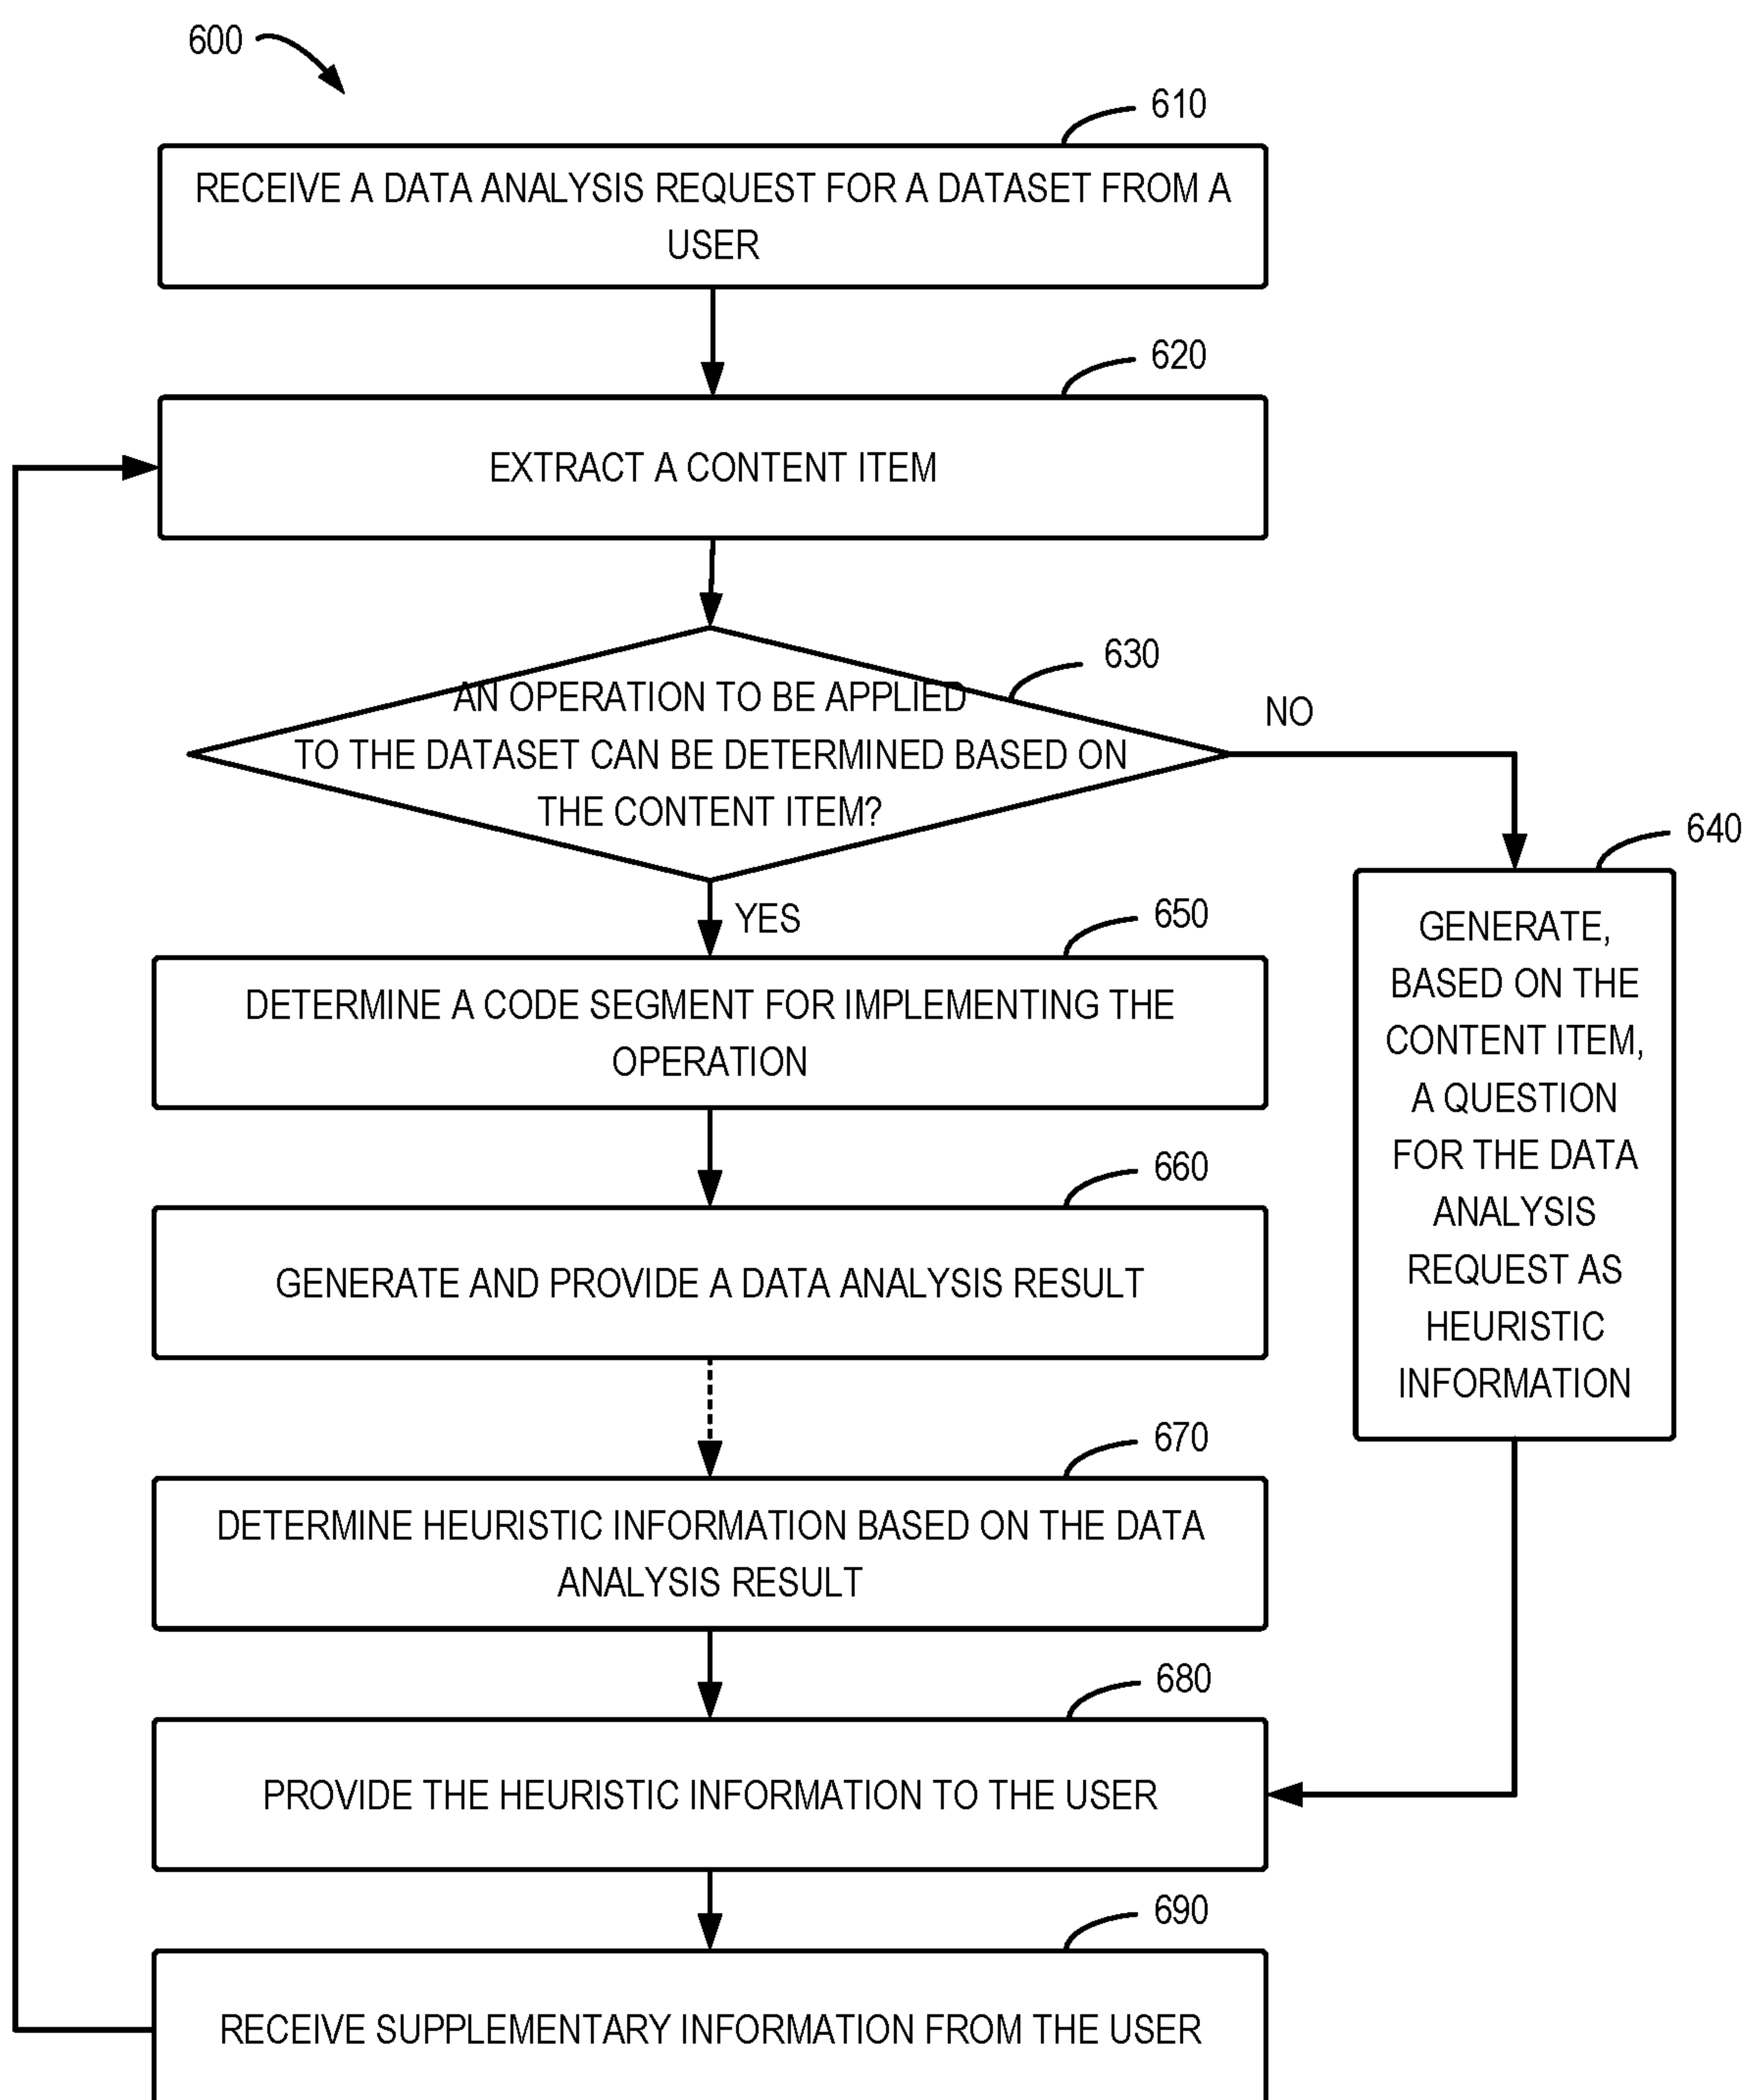 600
610
RECEIVE A DATA ANALYSIS REQUEST FOR A DATASET FROM A
USER
620
EXTRACT A CONTENT ITEM
630
AN OPERATION TO BE APPLIED
TO THE DATASET CAN BE DETERMINED BASED ON
THE CONTENT ITEM?
NO
640
GENERATE,
BASED ON THE
CONTENT ITEM,
A QUESTION
FOR THE DATA
ANALYSIS
REQUEST AS
HEURISTIC
INFORMATION
YES
650
DETERMINE A CODE SEGMENT FOR IMPLEMENTING THE
OPERATION
660
GENERATE AND PROVIDE A DATA ANALYSIS RESULT
670
DETERMINE HEURISTIC INFORMATION BASED ON THE DATA
ANALYSIS RESULT
680
PROVIDE THE HEURISTIC INFORMATION TO THE USER
690
RECEIVE SUPPLEMENTARY INFORMATION FROM THE USER